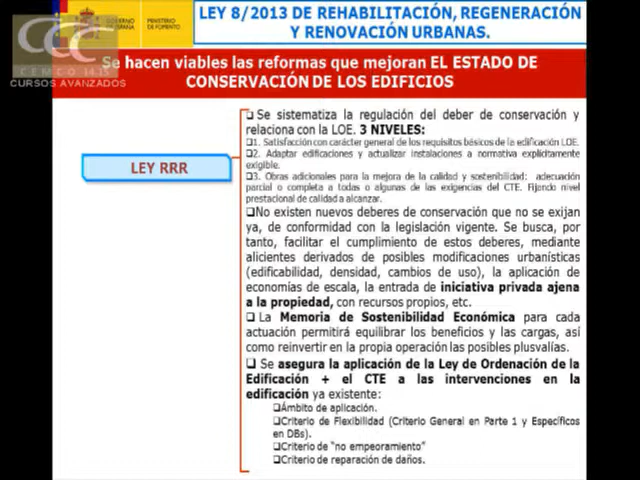 CCC
CEMCO 14.15
CURSOS AVANZADOS
GOBIERNO
DE ESPAÑA
MINISTERIO
DE FOMENTO
LEY 8/2013 DE REHABILITACIÓN, REGENERACIÓN
Y RENOVACIÓN URBANAS.
Se hacen viables las reformas que mejoran EL ESTADO DE
CONSERVACIÓN DE LOS EDIFICIOS
LEY RRR
❑Se sistematiza la regulación del deber de conservación y
relaciona con la LOE. 3 NIVELES:
❑1. Satisfacción con carácter general de los requisitos básicos de la edificación LOE.
❑2. Adaptar edificaciones y actualizar instalaciones a normativa explícitamente
exigible.
❑3. Obras adicionales para la mejora de la calidad y sostenibilidad: adecuación
parcial o completa a todas o algunas de las exigencias del CTE. Fijando nivel
prestacional de calidad a alcanzar.
❑No existen nuevos deberes de conservación que no se exijan
ya, de conformidad con la legislación vigente. Se busca, por
tanto, facilitar el cumplimiento de estos deberes, mediante
alicientes derivados de posibles modificaciones urbanísticas
(edificabilidad, densidad, cambios de uso), la aplicación de
economías de escala, la entrada de iniciativa privada ajena
a la propiedad, con recursos propios, etc.
❑La Memoria de Sostenibilidad Económica para cada
actuación permitirá equilibrar los beneficios y las cargas, así
como reinvertir en la propia operación las posibles plusvalías.
❑Se asegura la aplicación de la Ley de Ordenación de la
Edificación + el CTE a las intervenciones en la
edificación ya existente:
❑Ámbito de aplicación.
❑Criterio de Flexibilidad (Criterio General en Parte 1 y Específicos
en DBs).
❑Criterio de "no empeoramiento"
❑Criterio de reparación de daños.